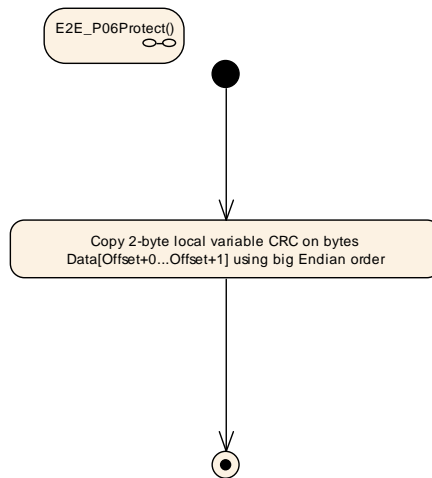 E2E_P06Protect()
Copy 2-byte local variable CRC on bytes
Data[Offset+0...Offset+1] using big Endian order